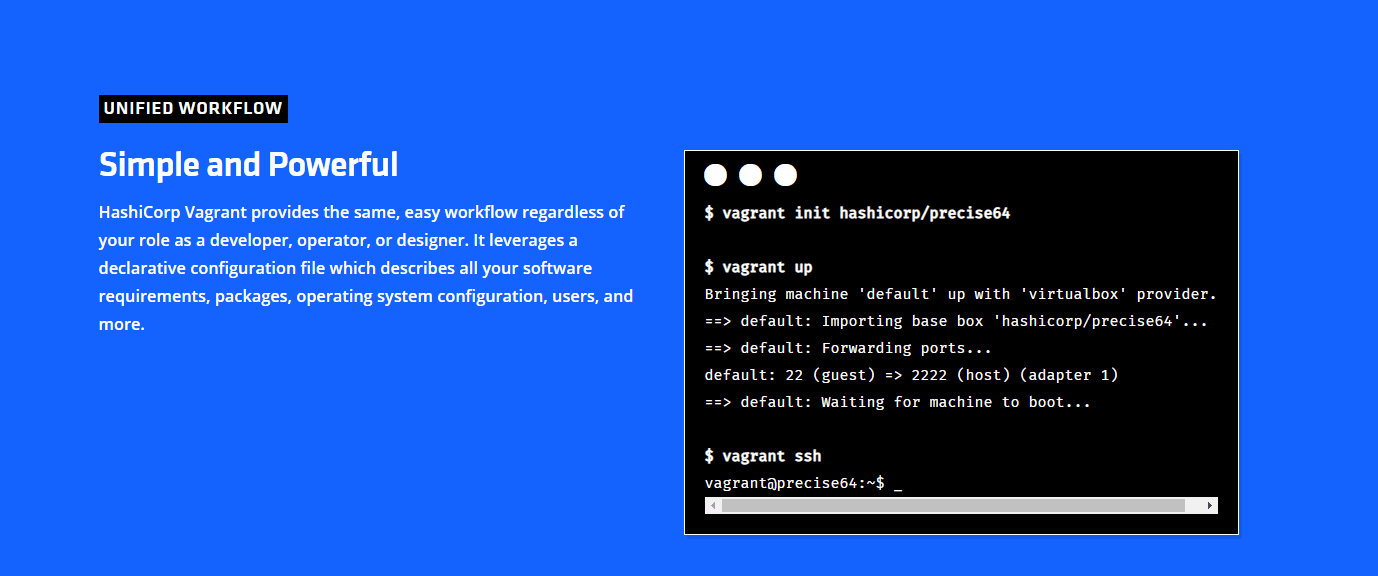 UNIFIED WORKFLOW
Simple and Powerful
HashiCorp Vagrant provides the same, easy workflow regardless of
your role as a developer, operator, or designer. It leverages a
declarative configuration file which describes all your software
requirements, packages, operating system configuration, users, and
more.
$ vagrant init hashicorp/precise64
$ vagrant up
Bringing machine 'default' up with 'virtualbox' provider.
==> default: Importing base box 'hashicorp/precise64'...
==> default: Forwarding ports...
default: 22 (guest) => 2222 (host) (adapter 1)
==> default: Waiting for machine to boot...
$ vagrant ssh
vagrant@precise64:~$ _